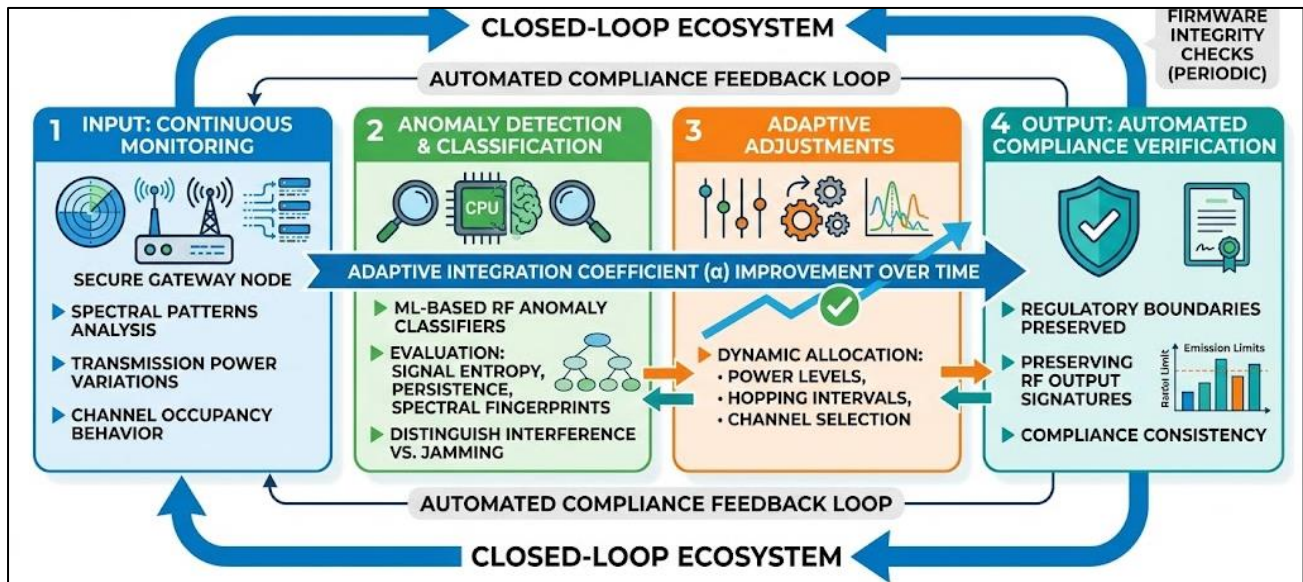 CLOSED-LOOP ECOSYSTEM
FIRMWARE
INTEGRITY
CHECKS
(PERIODIC)
AUTOMATED COMPLIANCE FEEDBACK LOOP
1 INPUT: CONTINUOUS
MONITORING
SECURE GATEWAY NODE
SPECTRAL PATTERNS
ANALYSIS
TRANSMISSION POWER
VARIATIONS
CHANNEL OCCUPANCY
BEHAVIOR
2 ANOMALY DETECTION
& CLASSIFICATION
CPU
ADAPTIVE INTEGRATION COEFFICIENT (α) IMPROVEMENT OVER TIME
ML-BASED RF ANOMALY
CLASSIFIERS
EVALUATION:
SIGNAL ENTROPY,
PERSISTENCE,
SPECTRAL FINGERPRINTS
DISTINGUISH INTERFERENCE
VS. JAMMING
3 ADAPTIVE
ADJUSTMENTS
DYNAMIC ALLOCATION:
• POWER LEVELS,
• HOPPING INTERVALS,
• CHANNEL SELECTION
4 OUTPUT: AUTOMATED
COMPLIANCE VERIFICATION
REGULATORY BOUNDARIES
PRESERVED
PRESERVING
RF OUTPUT
SIGNATURES
Emission Limits
Limit
COMPLIANCE CONSISTENCY
AUTOMATED COMPLIANCE FEEDBACK LOOP
CLOSED-LOOP ECOSYSTEM